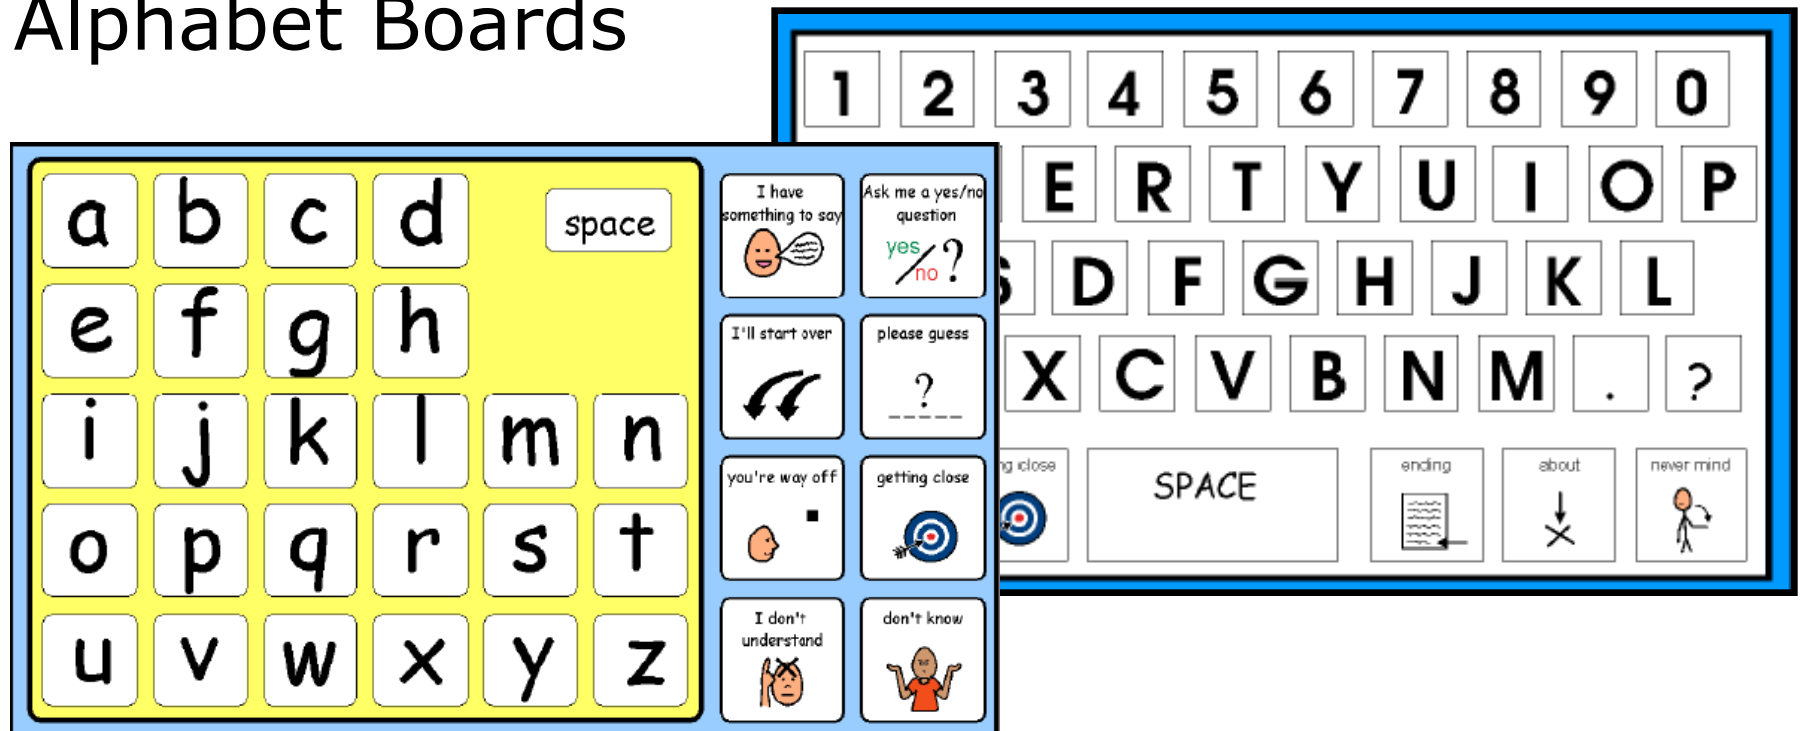 Alphabet Boards
1 2 3 4 5 6 7 8 9 0
E R T Y U I O P
D F G H J K L
X C V B N M . ?
SPACE
ending
about
never mind
a b c d space
e f g h
i j k l m n
o p q r s t
u v w x y z
I have
something to say
Ask me a yes/no
question
yes/no?
I'll start over
please guess
? _ _ _ _ _
you're way off
getting close
I don't
understand
don't know